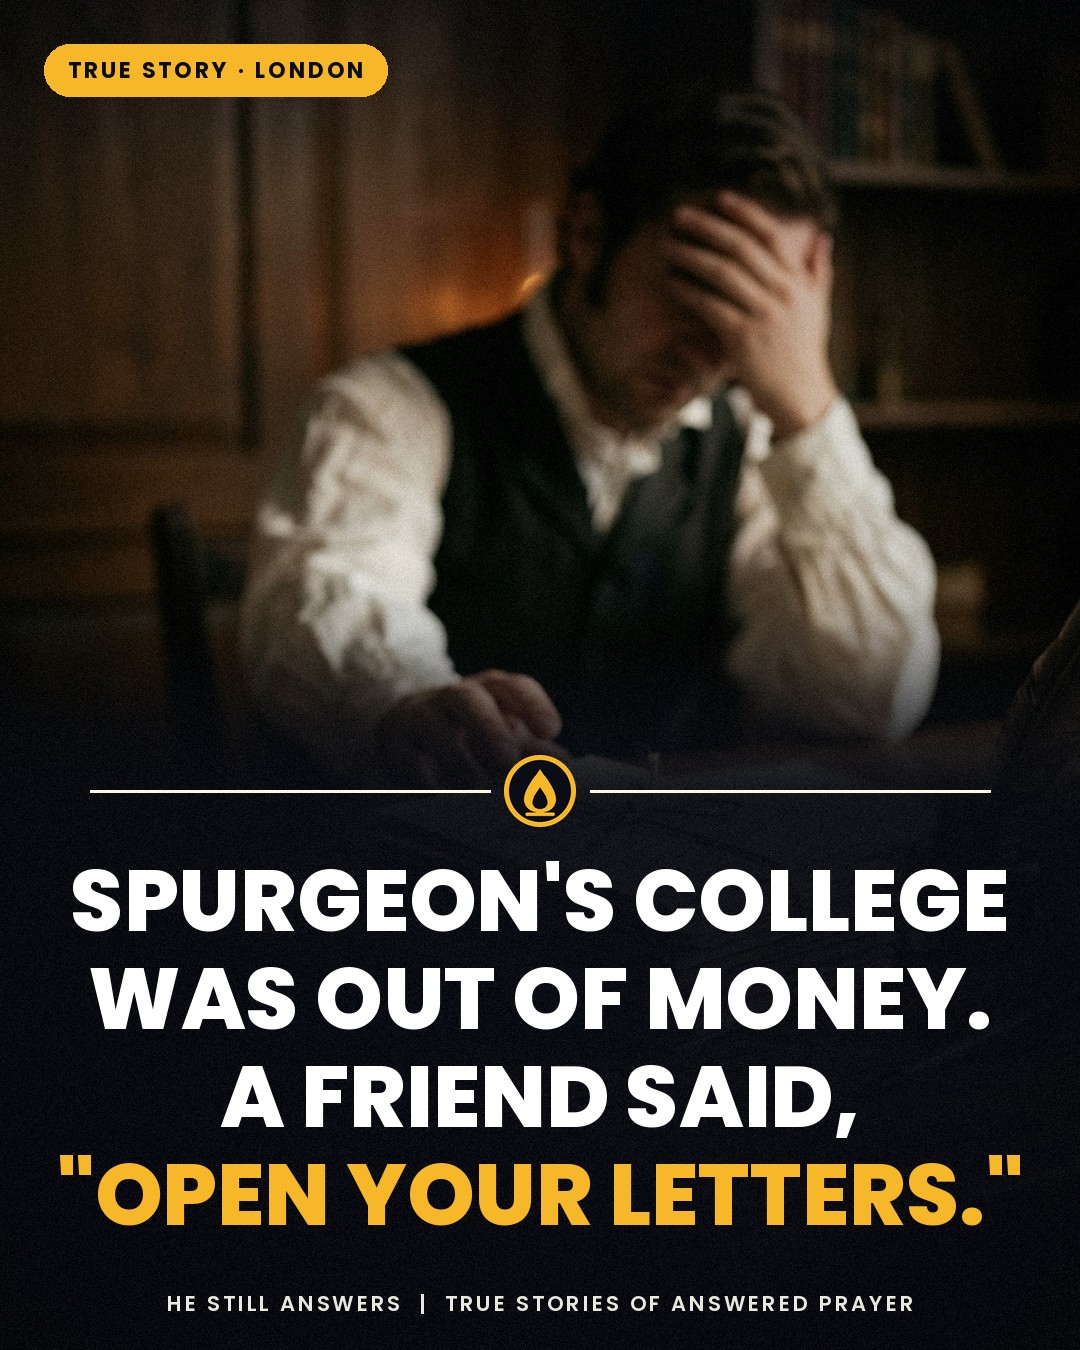 TRUE STORY · LONDON
SPURGEON'S COLLEGE
WAS OUT OF MONEY.
A FRIEND SAID,
"OPEN YOUR LETTERS."
HE STILL ANSWERS | TRUE STORIES OF ANSWERED PRAYER